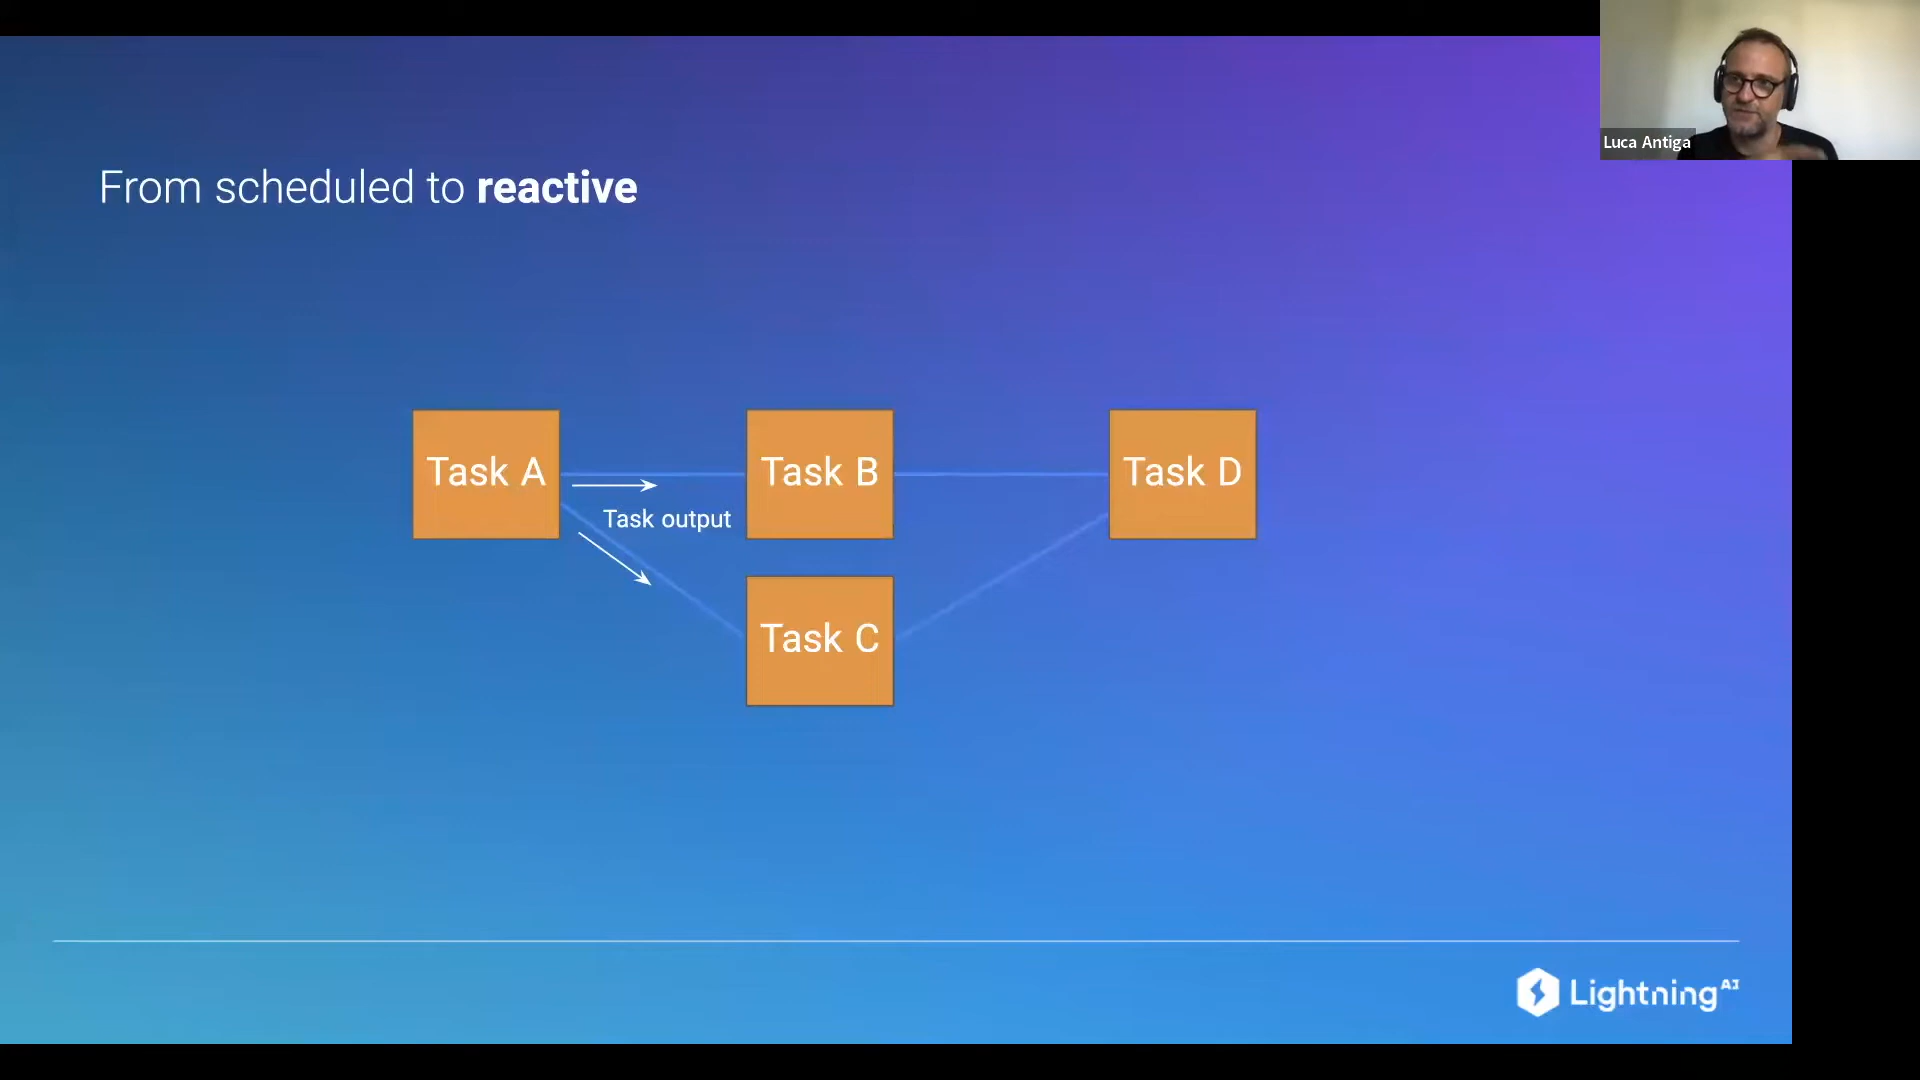 Luca Antiga
From scheduled to reactive
Task A
Task B
Task D
Task output
Task C
Lightning AI